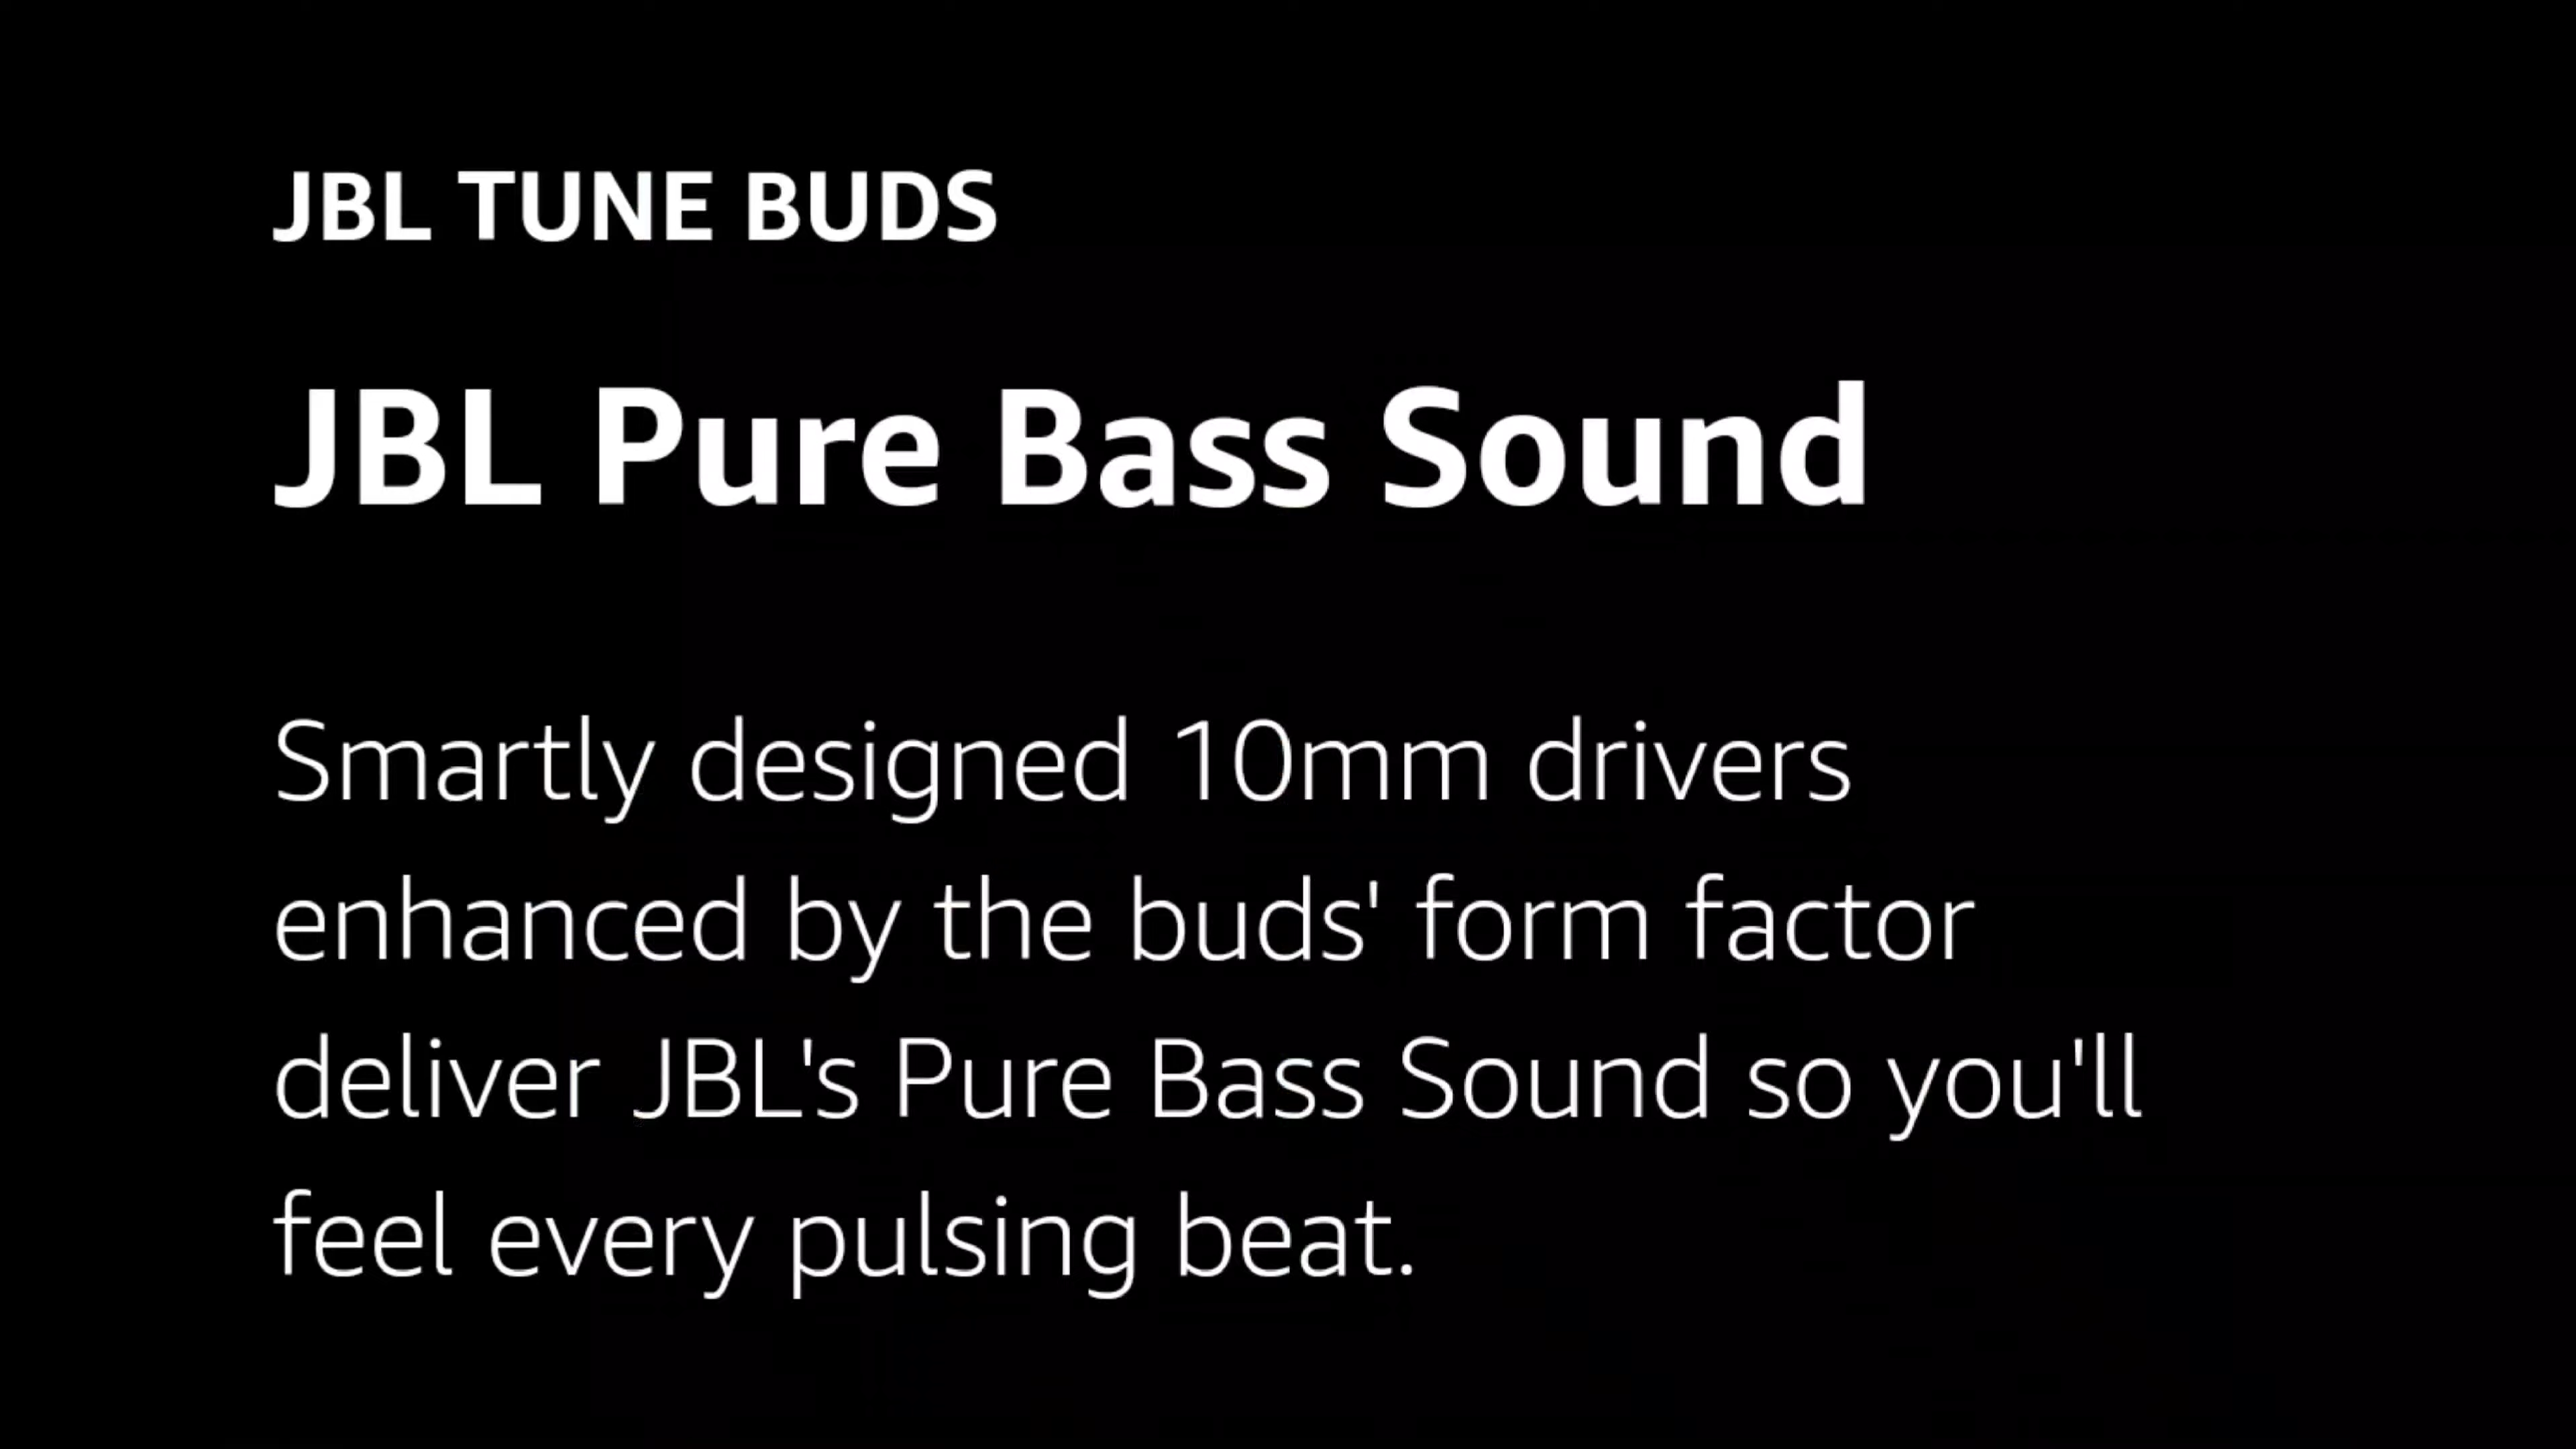 JBL TUNE BUDS
JBL Pure Bass Sound
Smartly designed 10mm drivers
enhanced by the buds' form factor
deliver JBL's Pure Bass Sound so you'll
feel every pulsing beat.